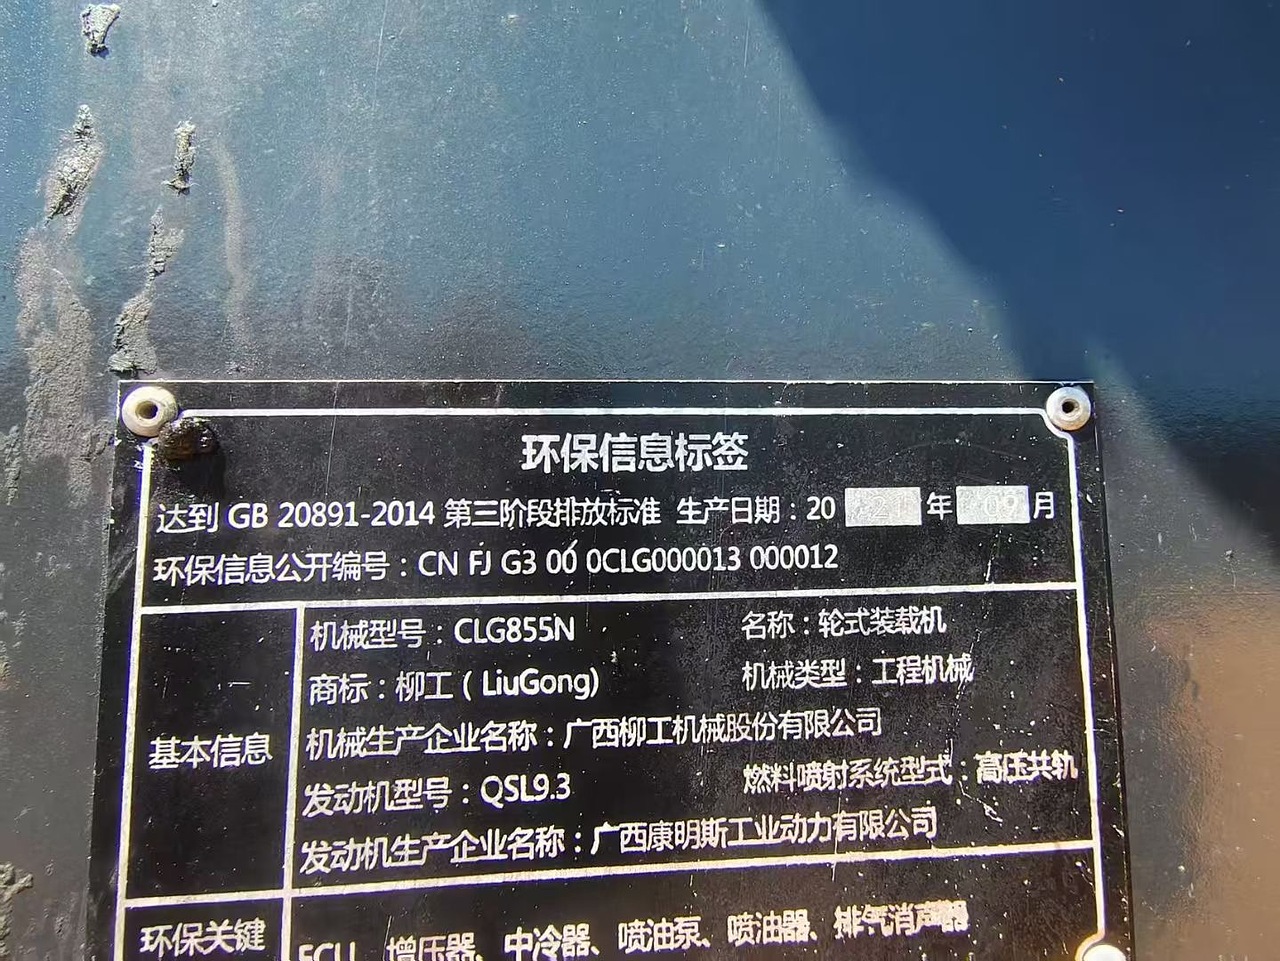 环保信息标签
达到 GB 20891-2014 第三阶段排放标准 生产日期：20 21 年 09 月
环保信息公开编号：CN FJ G3 00 0CLG000013 000012
机械型号：CLG855N 名称：轮式装载机
商标：柳工（LiuGong) 机械类型：工程机械
基本信息
机械生产企业名称：广西柳工机械股份有限公司
发动机型号：QSL9.3 燃料喷射系统型式：高压共轨
发动机生产企业名称：广西康明斯工业动力有限公司
环保关键
ECU、增压器、中冷器、喷油泵、喷油器、排气消声器